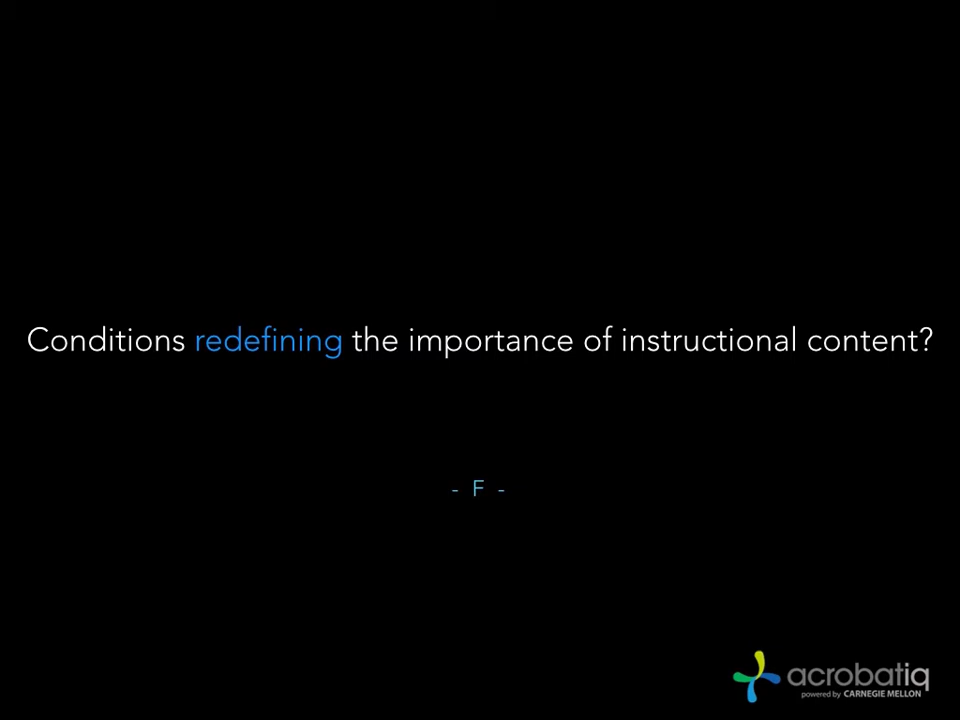 Conditions redefining the importance of instructional content?
- F -
acrobatiq
powered by CARNEGIE MELLON